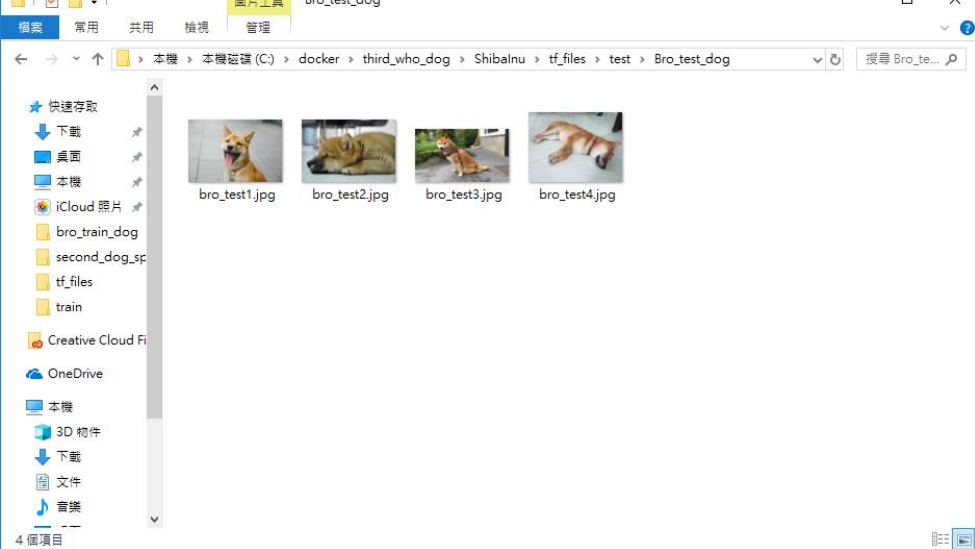 圖片工具
Bro_test_dog
檔案 常用 共用 檢視 管理
本機 › 本機磁碟 (C:) › docker › third_who_dog › ShibaInu › tf_files › test › Bro_test_dog
搜尋 Bro_te...
快速存取
下載
桌面
本機
iCloud 照片
bro_train_dog
second_dog_sp
tf_files
train
Creative Cloud Fi
OneDrive
本機
3D 物件
下載
文件
音樂
bro_test1.jpg bro_test2.jpg bro_test3.jpg bro_test4.jpg
4 個項目